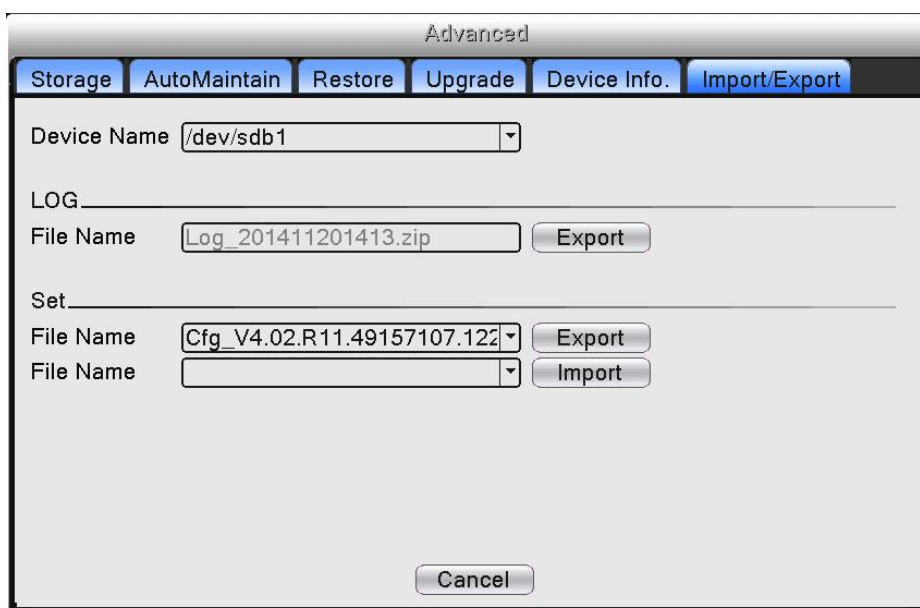 Advanced
Storage AutoMaintain Restore Upgrade Device Info. Import/Export
Device Name /dev/sdb1
LOG
File Name Log_201411201413.zip Export
Set
File Name Cfg_V4.02.R11.49157107.122 Export
File Name Import
Cancel